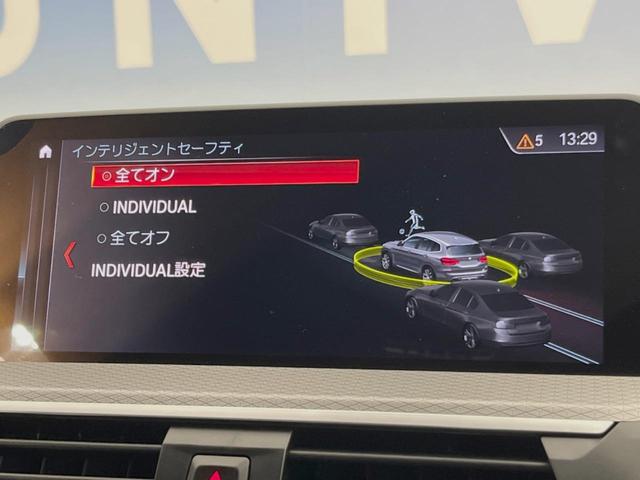 インテリジェントセーフティ
5 13:29
全てオン
INDIVIDUAL
全てオフ
INDIVIDUAL設定